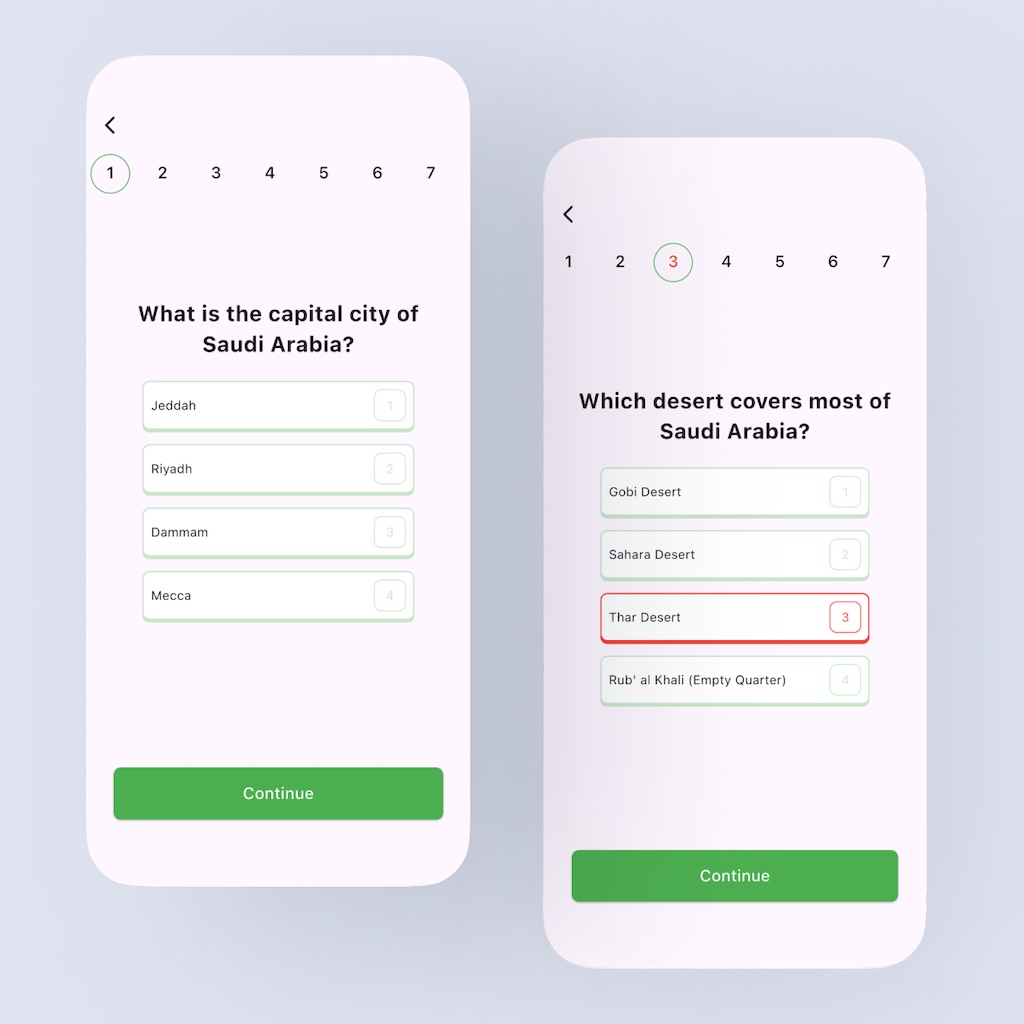 1 2 3 4 5 6 7
What is the capital city of
Saudi Arabia?
Jeddah 1
Riyadh 2
Dammam 3
Mecca 4
Continue
1 2 3 4 5 6 7
Which desert covers most of
Saudi Arabia?
Gobi Desert 1
Sahara Desert 2
Thar Desert 3
Rub' al Khali (Empty Quarter) 4
Continue